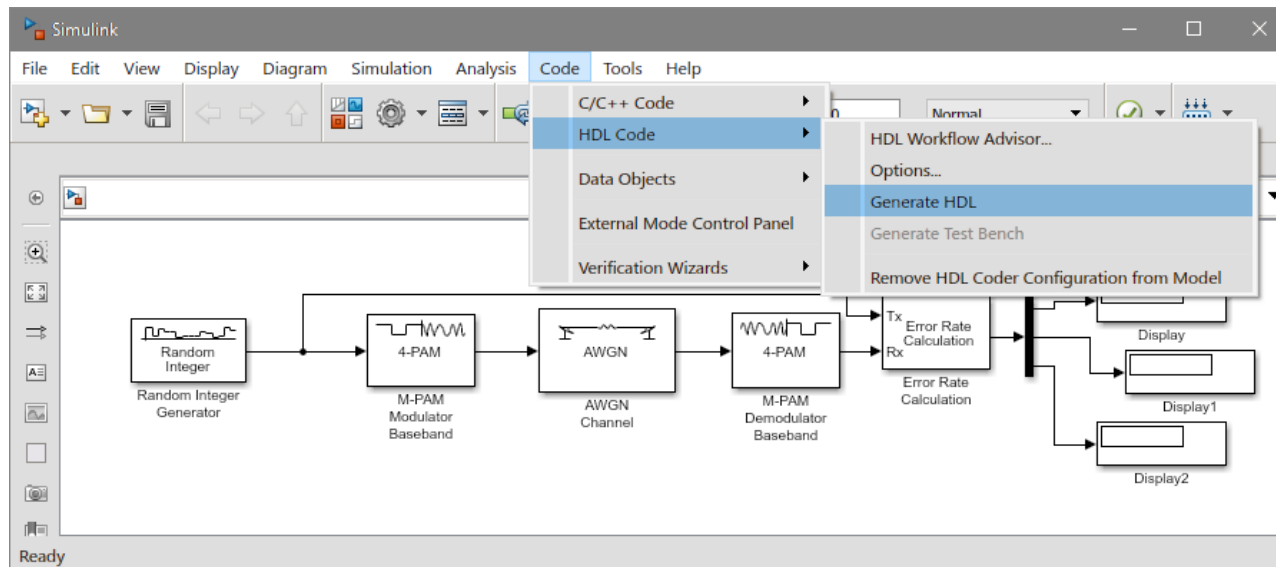 Simulink
File Edit View Display Diagram Simulation Analysis Code Tools Help
C/C++ Code
HDL Code
Data Objects
External Mode Control Panel
Verification Wizards
0
Normal
HDL Workflow Advisor...
Options...
Generate HDL
Generate Test Bench
Remove HDL Coder Configuration from Model
Random
Integer
Random Integer
Generator
4-PAM
M-PAM
Modulator
Baseband
AWGN
AWGN
Channel
4-PAM
M-PAM
Demodulator
Baseband
Tx
Rx
Error Rate
Calculation
Error Rate
Calculation
Display
Display1
Display2
Ready